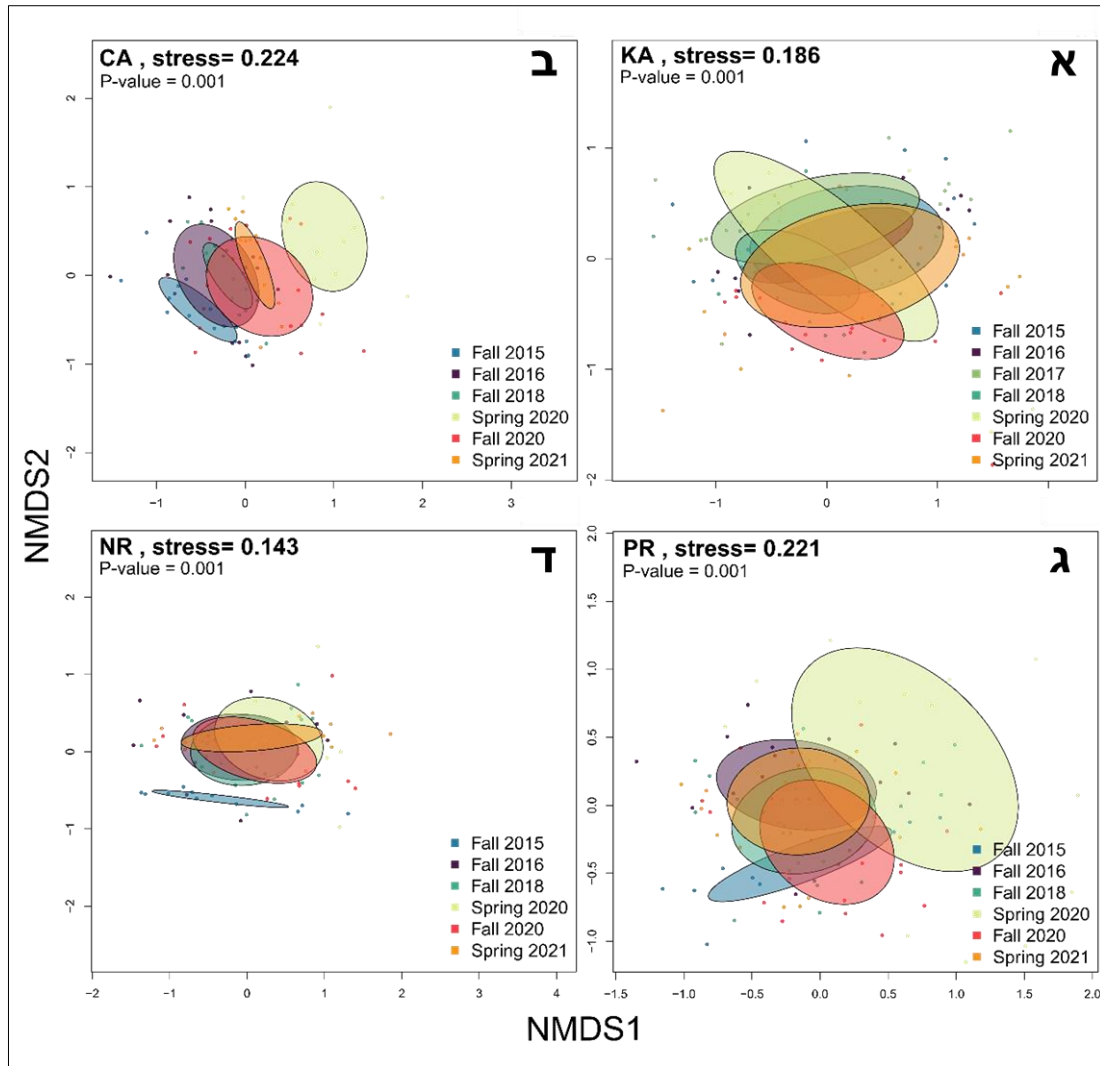 CA , stress= 0.224
P-value = 0.001
ב
2
1
0
−1
−2
−1
0
1
2
3
Fall 2015
Fall 2016
Fall 2018
Spring 2020
Fall 2020
Spring 2021
KA , stress= 0.186
P-value = 0.001
א
1
0
−1
−2
−1
0
1
Fall 2015
Fall 2016
Fall 2017
Fall 2018
Spring 2020
Fall 2020
Spring 2021
NMDS2
NR , stress= 0.143
P-value = 0.001
ד
2
1
0
−1
−2
−2
−1
0
1
2
3
4
Fall 2015
Fall 2016
Fall 2018
Spring 2020
Fall 2020
Spring 2021
PR , stress= 0.221
P-value = 0.001
ג
2.0
1.5
1.0
0.5
0.0
−0.5
−1.0
−1.5
−1.0
−0.5
0.0
0.5
1.0
1.5
2.0
Fall 2015
Fall 2016
Fall 2018
Spring 2020
Fall 2020
Spring 2021
NMDS1